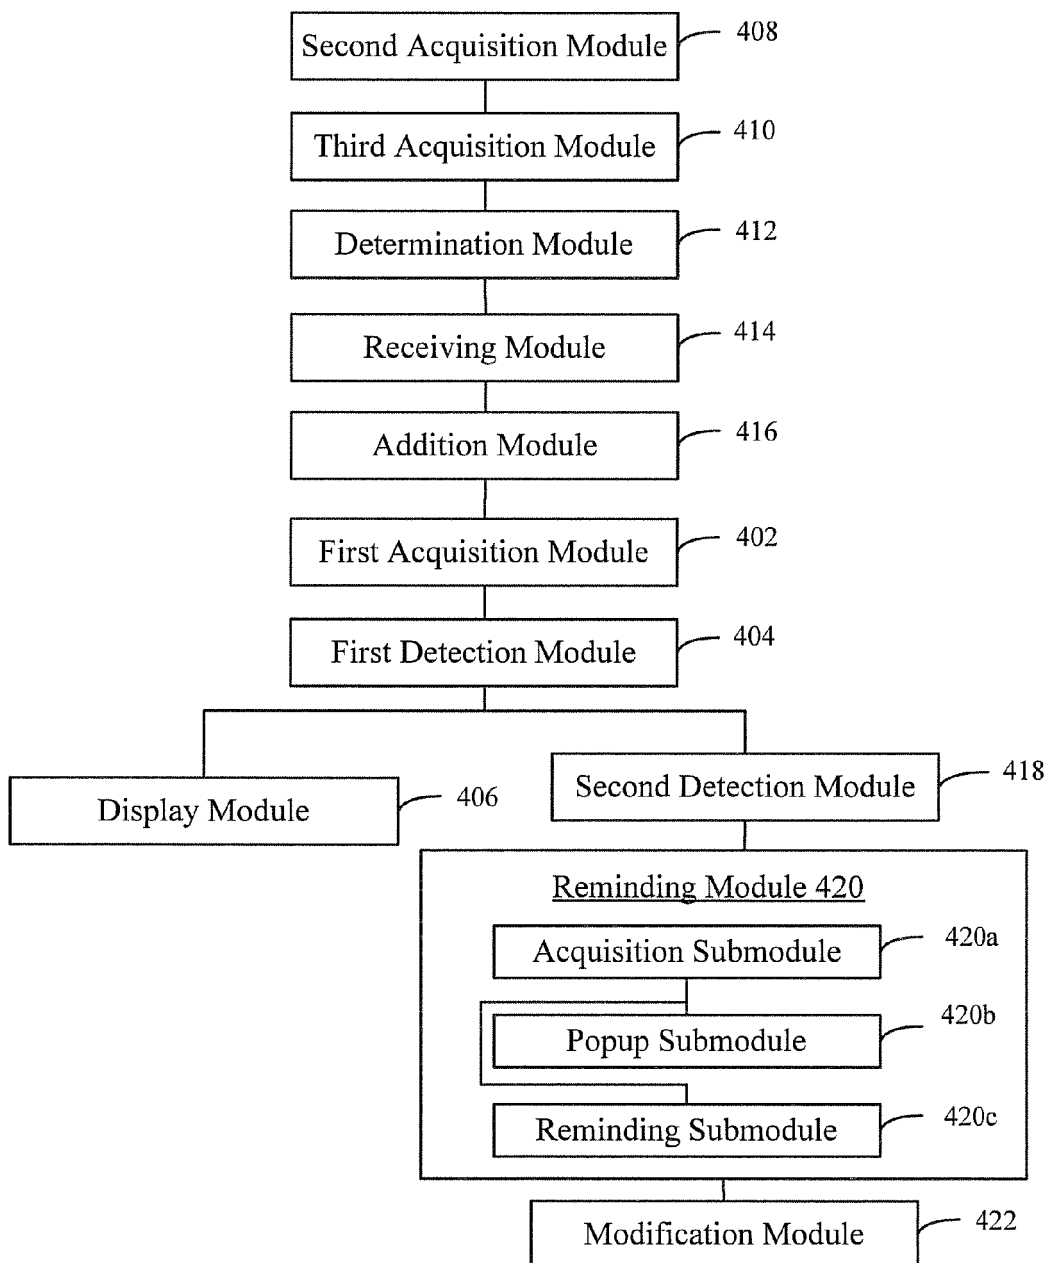 Second Acquisition Module 408
Third Acquisition Module 410
Determination Module 412
Receiving Module 414
Addition Module 416
First Acquisition Module 402
First Detection Module 404
Display Module 406
Second Detection Module 418
Reminding Module 420
Acquisition Submodule 420a
Popup Submodule 420b
Reminding Submodule 420c
Modification Module 422